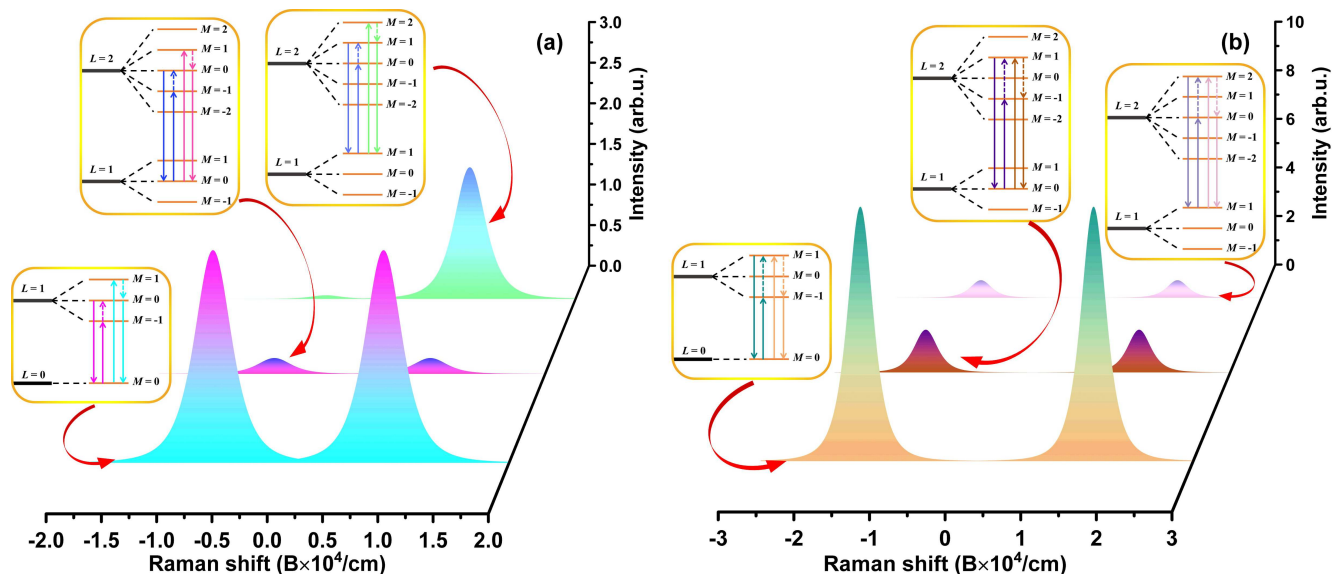 (a)
M = 2
L = 2
M = 1
M = 0
M = -1
M = -2
M = 1
L = 1
M = 0
M = -1
M = 2
M = 1
L = 2
M = 0
M = -1
M = -2
M = 1
L = 1
M = 0
M = -1
M = 1
L = 1
M = 0
M = -1
L = 0
M = 0
3.0
2.5
2.0
1.5
1.0
0.5
0.0
Intensity (arb.u.)
-2.0 -1.5 -1.0 -0.5 0.0 0.5 1.0 1.5 2.0
Raman shift (B×10⁴/cm)
(b)
M = 2
M = 1
L = 2
M = 0
M = -1
M = -2
M = 1
L = 1
M = 0
M = -1
M = 2
M = 1
L = 2
M = 0
M = -1
M = -2
M = 1
L = 1
M = 0
M = -1
M = 1
L = 1
M = 0
M = -1
L = 0
M = 0
10
8
6
4
2
0
Intensity (arb.u.)
-3 -2 -1 0 1 2 3
Raman shift (B×10⁴/cm)